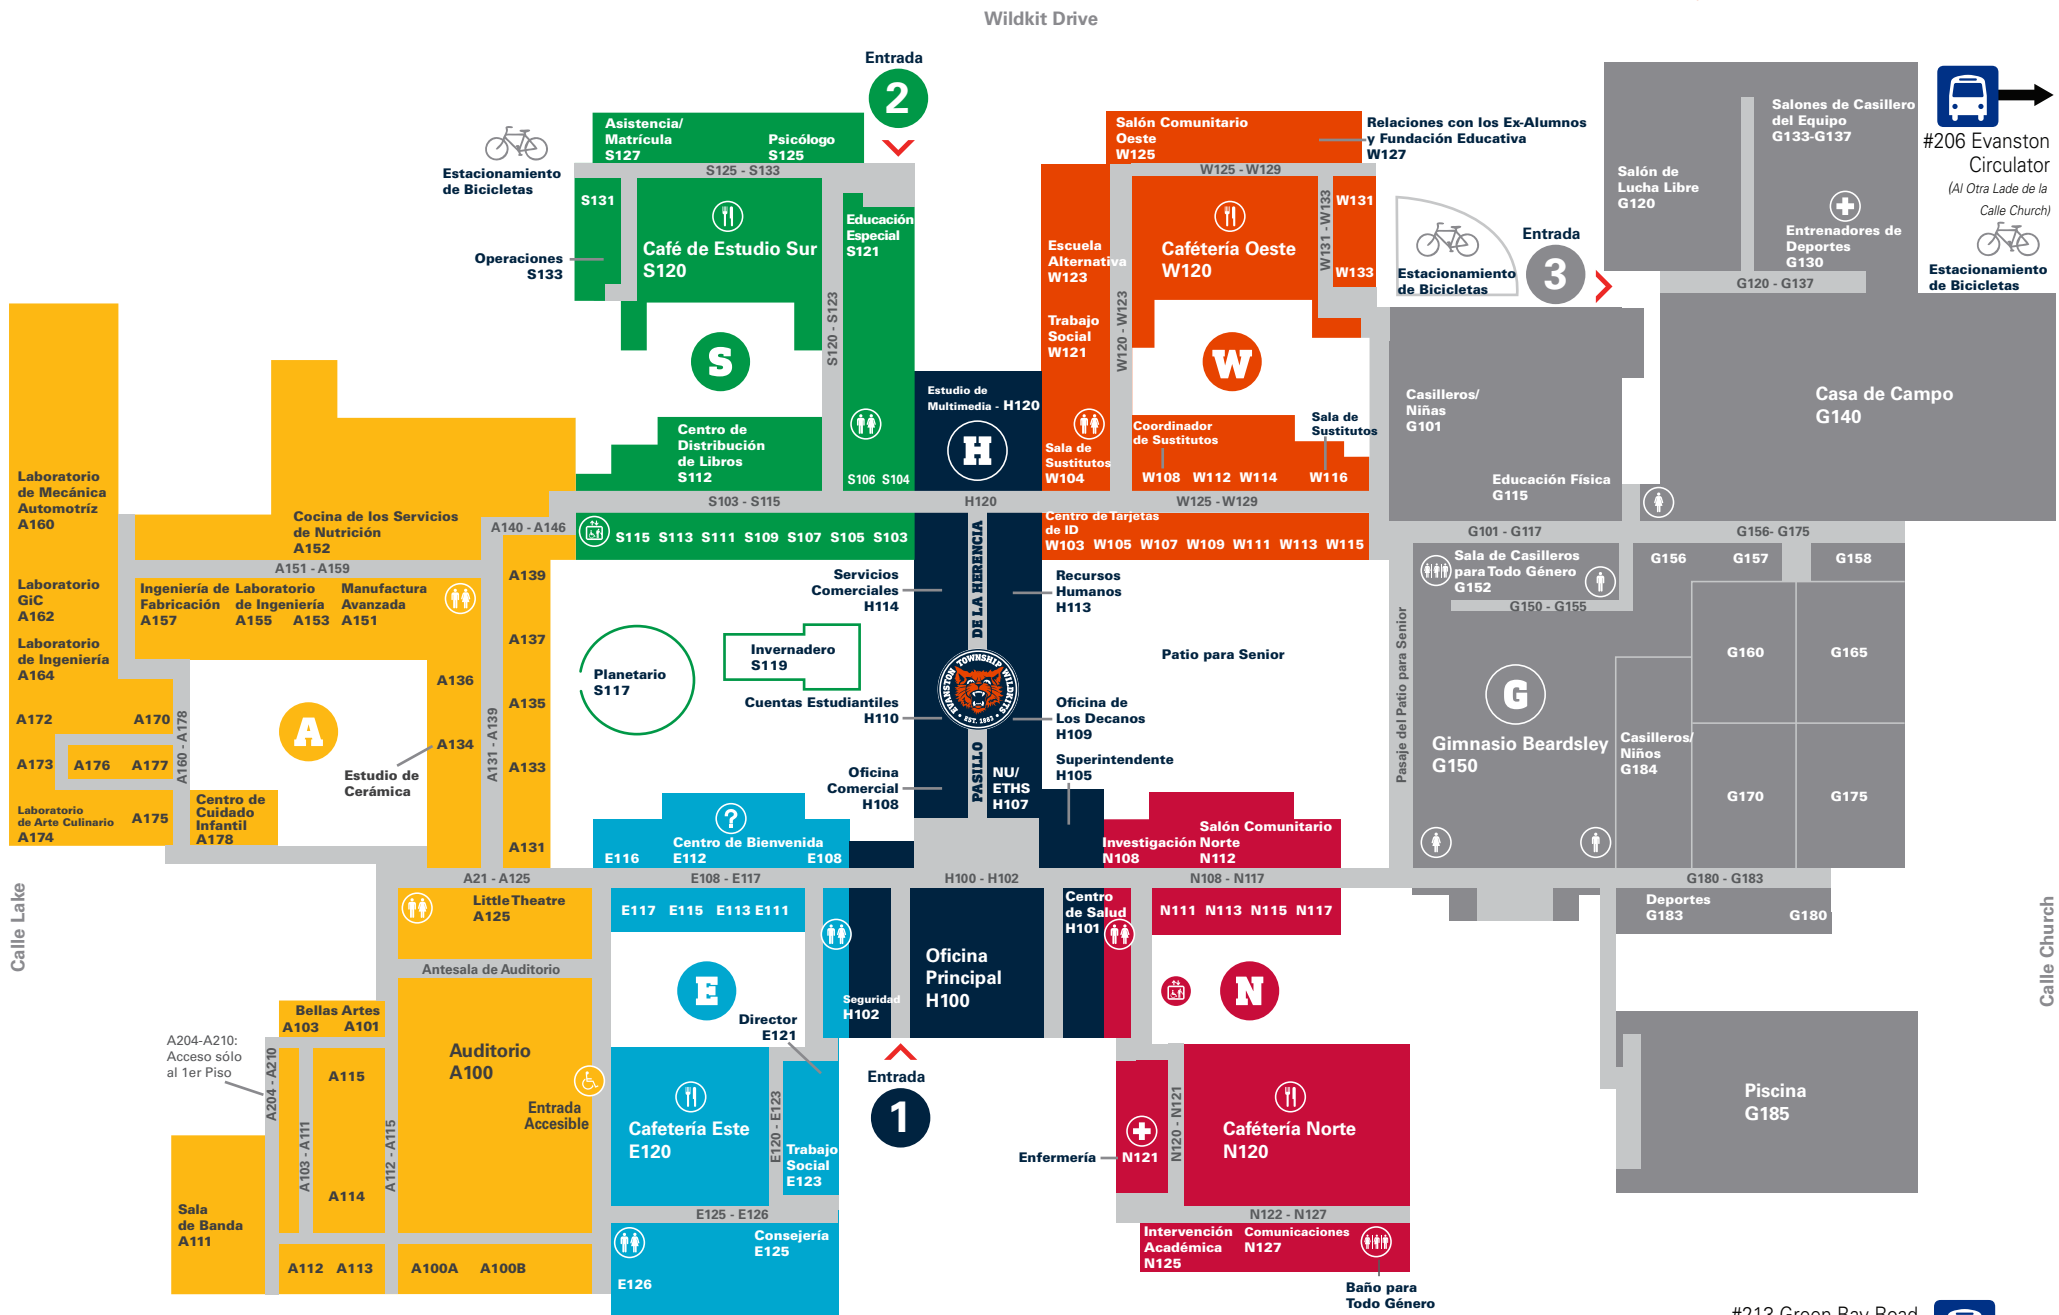 Wildkit Drive
Entrada
2
Asistencia/
Matrícula
S127
Psicólogo
S125
S125 - S133
Estacionamiento
de Bicicletas
S131
Operaciones
S133
Café de Estudio Sur
S120
Educación
Especial
S121
S120 - S123
S
Centro de
Distribución
de Libros
S112
S106 S104
S103 - S115
S115 S113 S111 S109 S107 S105 S103
Planetario
S117
Invernadero
S119
Salón Comunitario
Oeste
W125
Relaciones con los Ex-Alumnos
y Fundación Educativa
W127
W125 - W129
W131 - W133
W131
W133
Escuela
Alternativa
W123
Cafétería Oeste
W120
Trabajo
Social
W121
W120 - W123
W
Coordinador
de Sustitutos
Sala de
Sustitutos
Sala de
Sustitutos
W104
W108 W112 W114 W116
W125 - W129
Centro de Tarjetas
de ID
W103 W105 W107 W109 W111 W113 W115
Estacionamiento
de Bicicletas
Entrada
3
Salón de
Lucha Libre
G120
Salones de Casillero
del Equipo
G133-G137
Entrenadores de
Deportes
G130
G120 - G137
#206 Evanston
Circulator
(Al Otra Lade de la
Calle Church)
Estacionamiento
de Bicicletas
Casilleros/
Niñas
G101
Educación Física
G115
Casa de Campo
G140
G101 - G117
G156- G175
Sala de Casilleros
para Todo Género
G152
G150 - G155
G156
G157
G158
G160
G165
G170
G175
G
Gimnasio Beardsley
G150
Casilleros/
Niños
G184
Pasaje del Patio para Senior
G180 - G183
Deportes
G183
G180
Piscina
G185
Calle Church
Estudio de
Multimedia - H120
H
H120
DE LA HERENCIA
PASILLO
EVANSTON TOWNSHIP WILDKITS
EST. 1883
Servicios
Comerciales
H114
Recursos
Humanos
H113
Patio para Senior
Cuentas Estudiantiles
H110
Oficina de
Los Decanos
H109
Superintendente
H105
Oficina
Comercial
H108
NU/
ETHS
H107
H100 - H102
Centro
de Salud
H101
Oficina
Principal
H100
Seguridad
H102
Entrada
1
Laboratorio
de Mecánica
Automotríz
A160
Laboratorio
GiC
A162
Laboratorio
de Ingeniería
A164
Cocina de los Servicios
de Nutrición
A152
A140 - A146
A151 - A159
Ingeniería de
Fabricación
A157
Laboratorio
de Ingeniería
A155
A153
Manufactura
Avanzada
A151
A139
A137
A136
A135
A134
A133
A131
A131 - A139
Estudio de
Cerámica
A
A172
A170
A173
A176
A177
A160 - A178
Laboratorio
de Arte Culinario
A174
A175
Centro de
Cuidado
Infantil
A178
A21 - A125
Little Theatre
A125
Antesala de Auditorio
Bellas Artes
A103
A101
A204-A210:
Acceso sólo
al 1er Piso
A204 - A210
A103 - A111
A112 - A115
A115
A114
Auditorio
A100
Entrada
Accesible
Sala
de Banda
A111
A112 A113
A100A A100B
Calle Lake
Centro de Bienvenida
E116
E112
E108
E108 - E117
E117 E115 E113 E111
E
Director
E121
Cafetería Este
E120
E120 - E123
Trabajo
Social
E123
E125 - E126
Consejería
E125
E126
Investigación
N108
Salón Comunitario
Norte
N112
N108 - N117
N111 N113 N115 N117
N
Enfermería
N121
N120 - N121
Cafétería Norte
N120
N122 - N127
Intervención
Académica
N125
Comunicaciones
N127
Baño para
Todo Género
#213 Green Bay Road